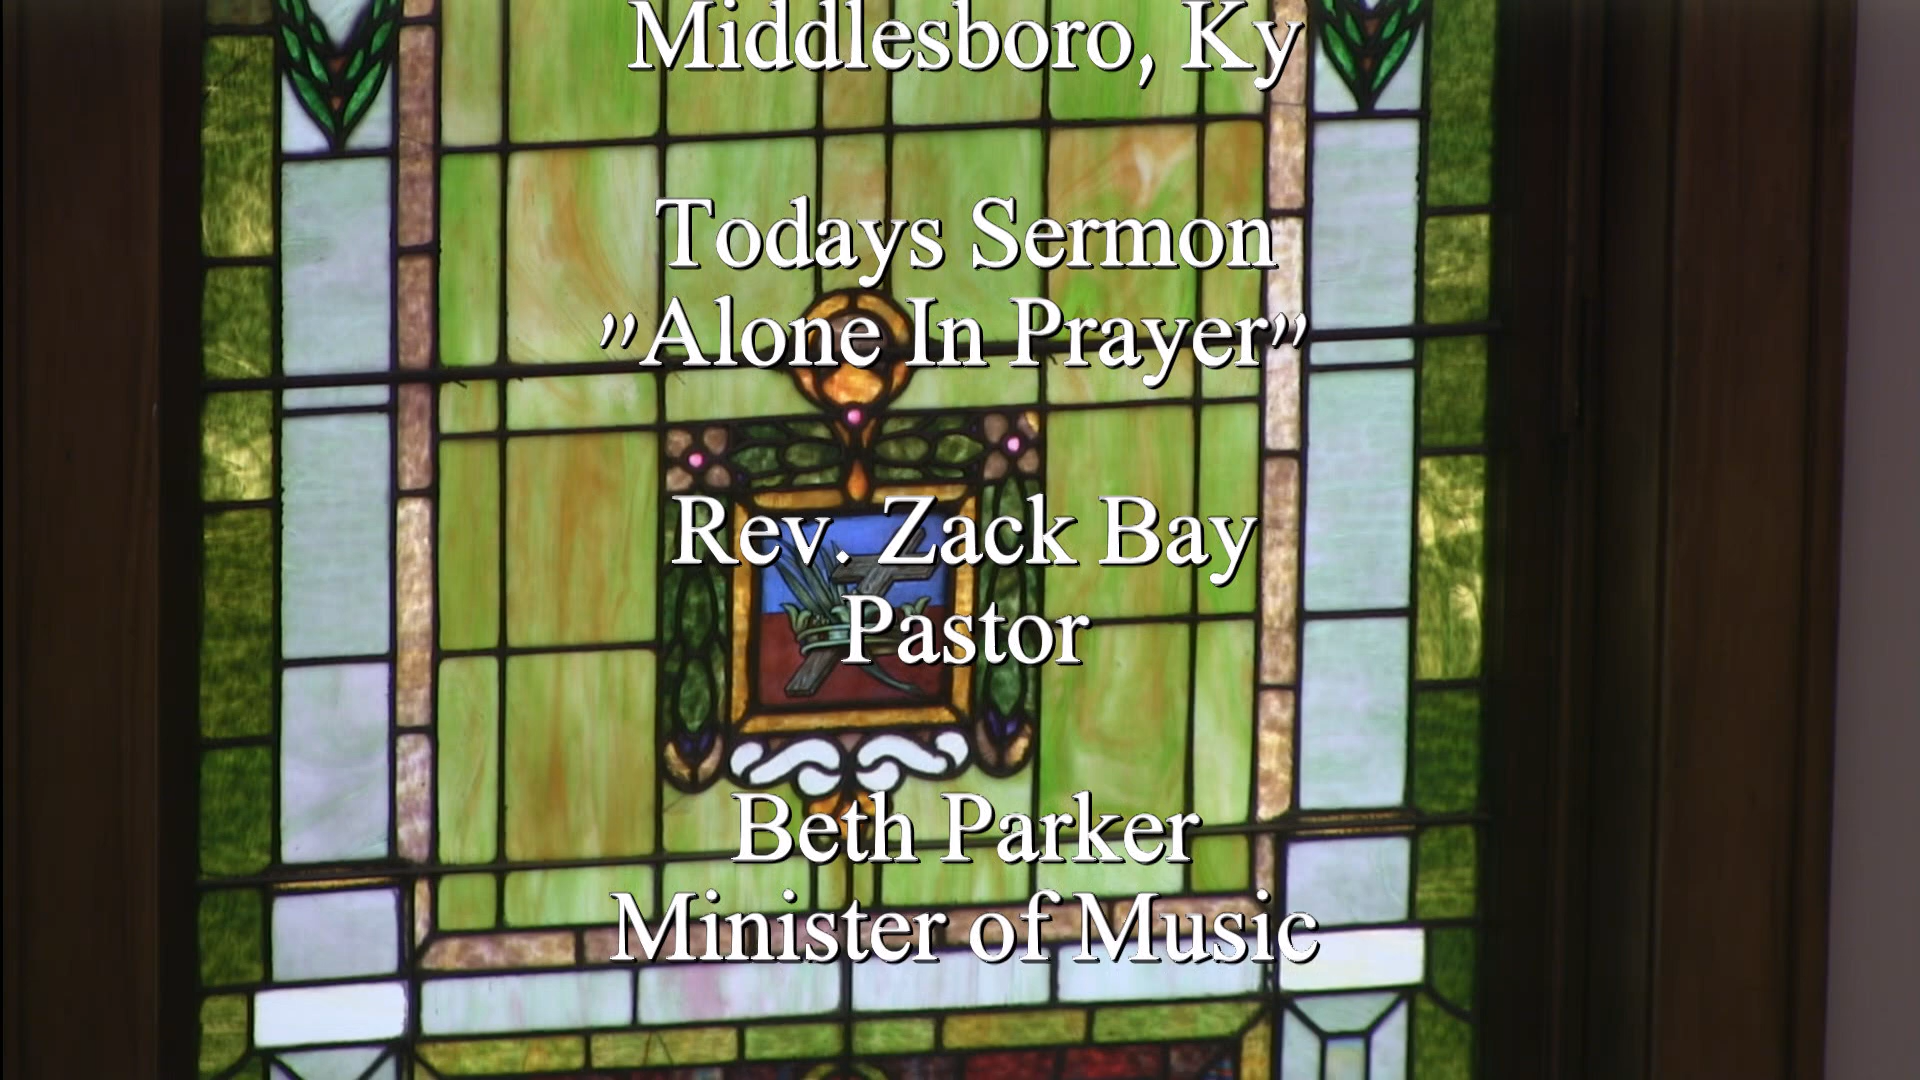 Middlesboro, Ky
Todays Sermon
"Alone In Prayer"
Rev. Zack Bay
Pastor
Beth Parker
Minister of Music